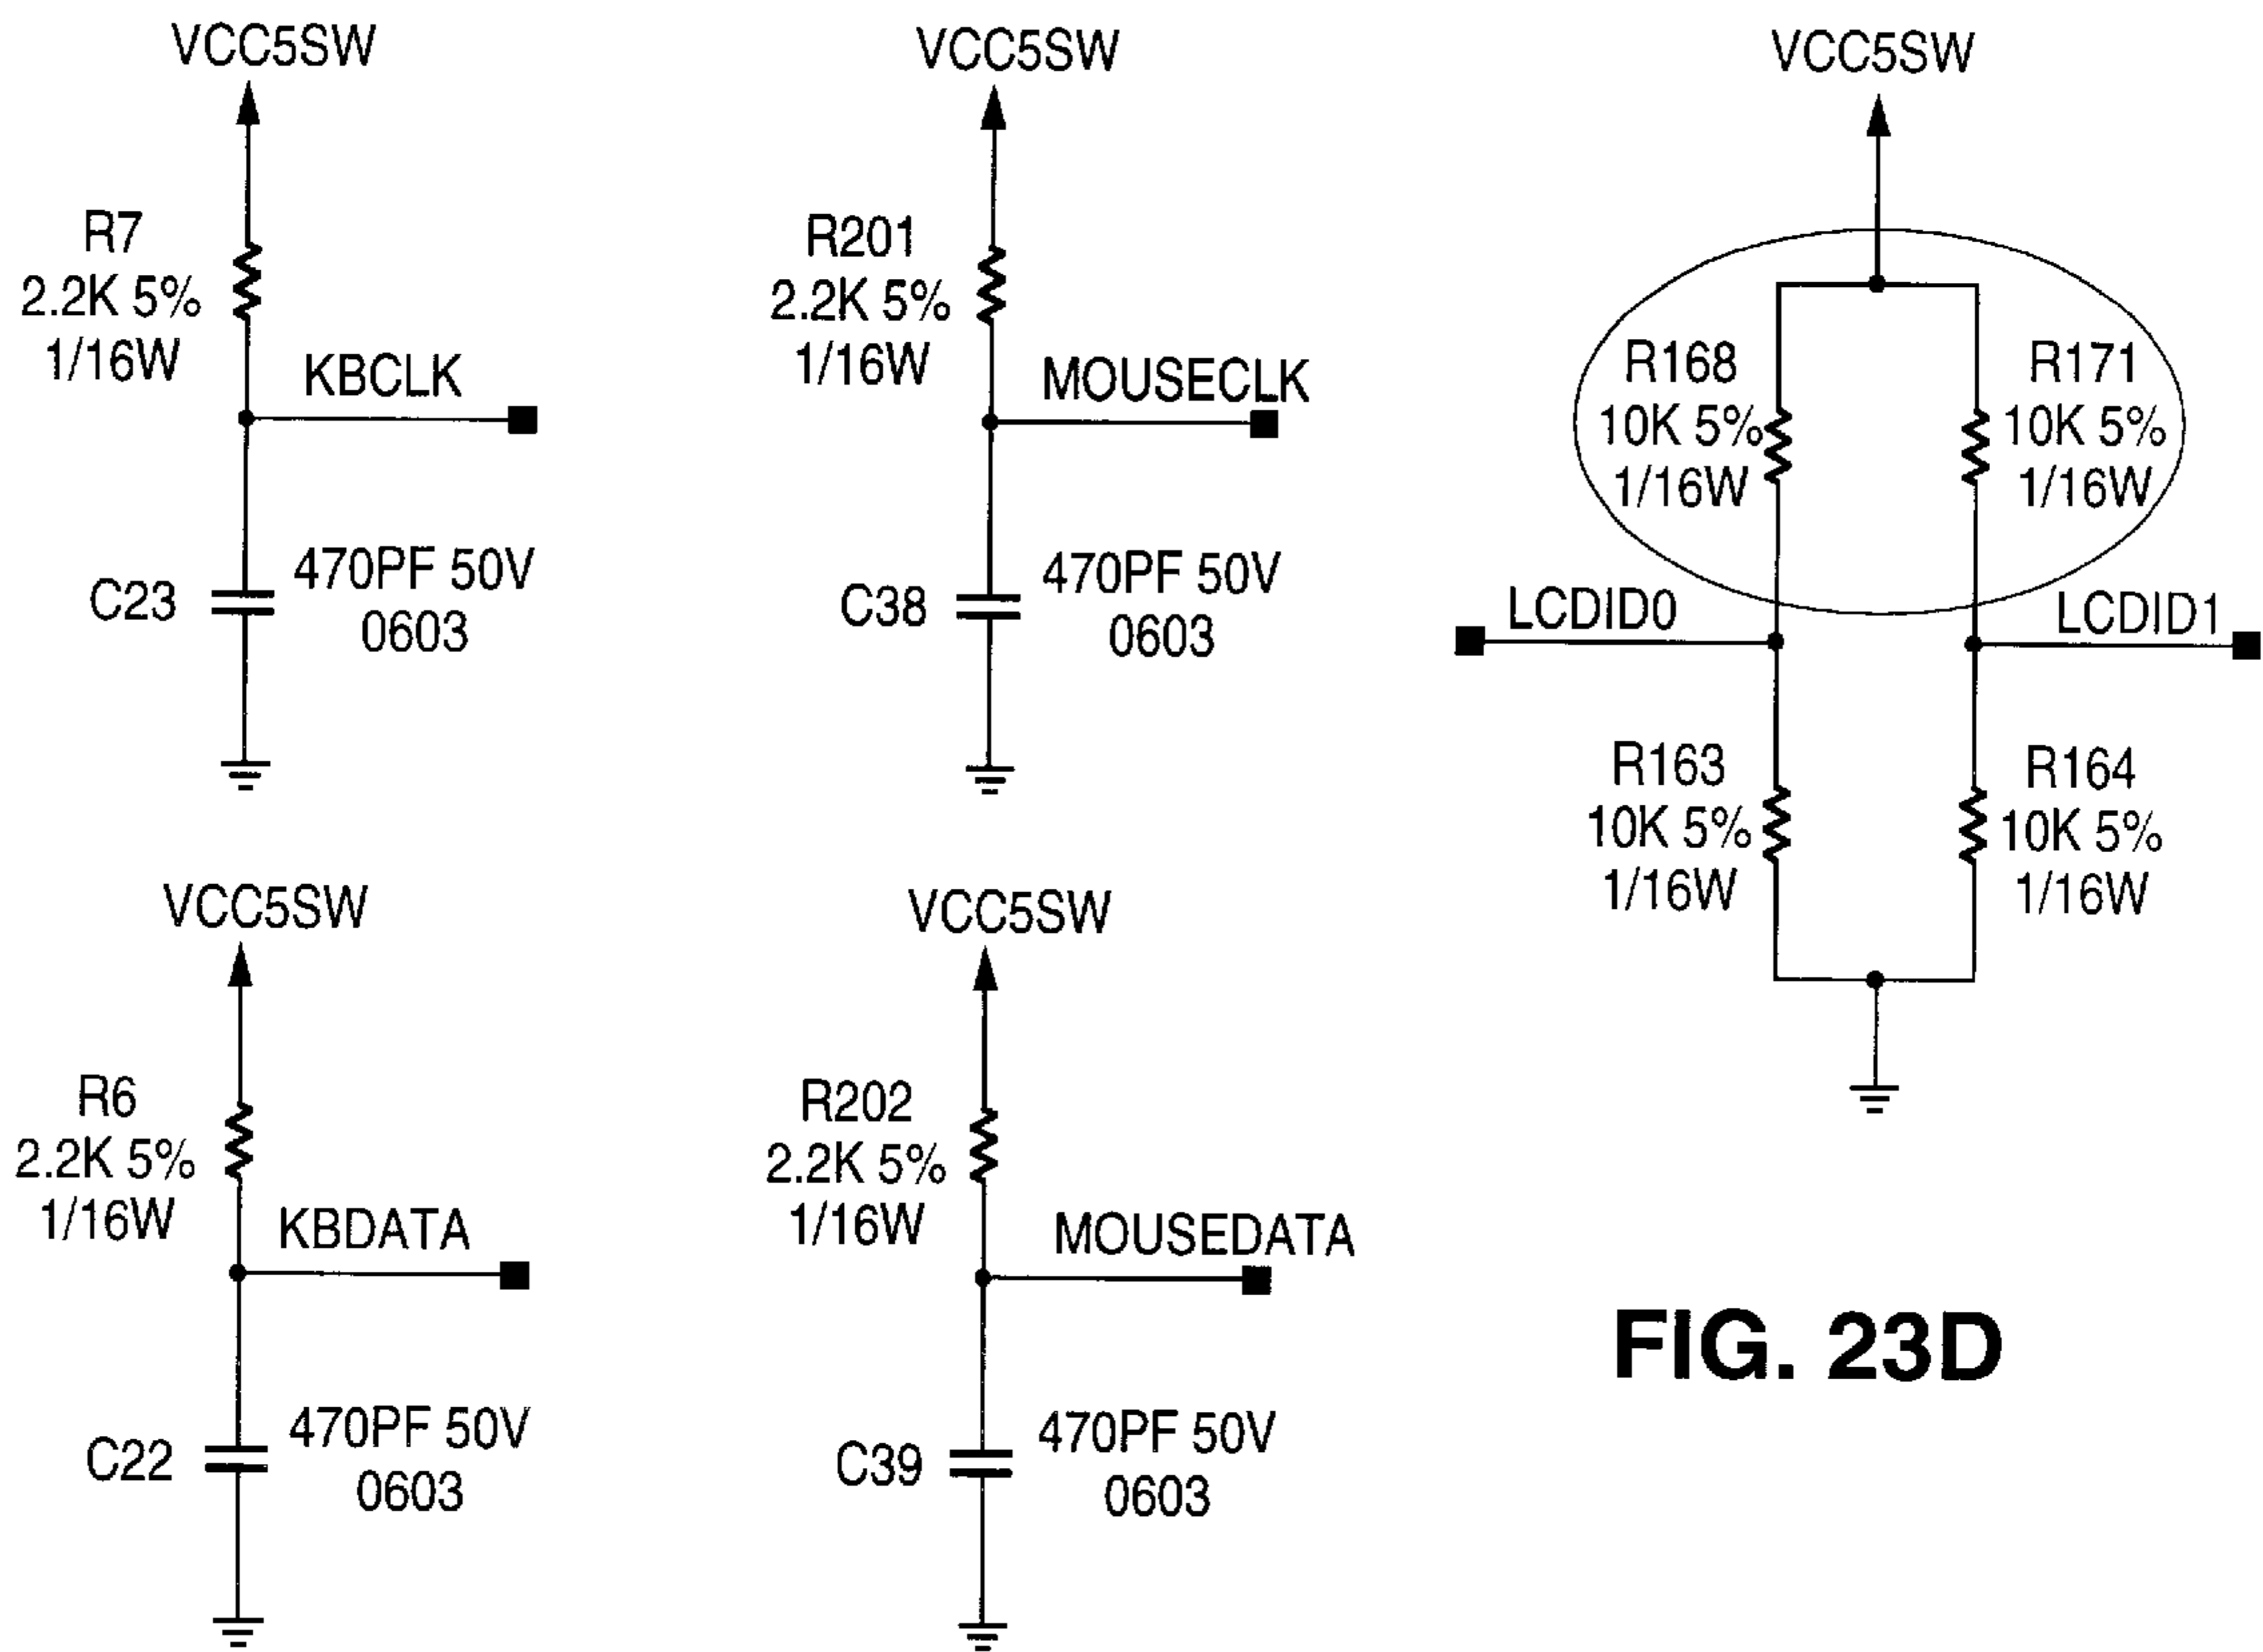 VCC5SW
R7
2.2K 5%
1/16W
KBCLK
C23
470PF 50V
0603
VCC5SW
R201
2.2K 5%
1/16W
MOUSECLK
C38
470PF 50V
0603
VCC5SW
R168
10K 5%
1/16W
R171
10K 5%
1/16W
LCDID0
LCDID1
R163
10K 5%
1/16W
R164
10K 5%
1/16W
VCC5SW
R6
2.2K 5%
1/16W
KBDATA
C22
470PF 50V
0603
VCC5SW
R202
2.2K 5%
1/16W
MOUSEDATA
C39
470PF 50V
0603
FIG. 23D